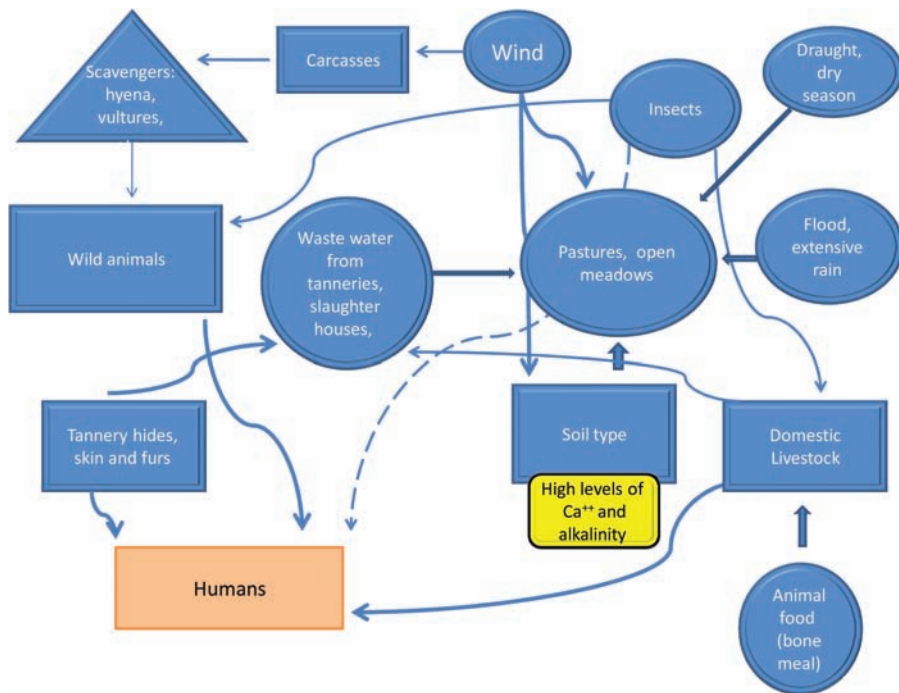 Scavengers:
hyena,
vultures,
Carcasses
Wind
Insects
Draught,
dry
season
Wild animals
Waste water
from
tanneries,
slaughter
houses,
Pastures, open
meadows
Flood,
extensive
rain
Tannery hides,
skin and furs
Soil type
High levels of
Ca⁺⁺ and
alkalinity
Domestic
Livestock
Humans
Animal
food
(bone
meal)